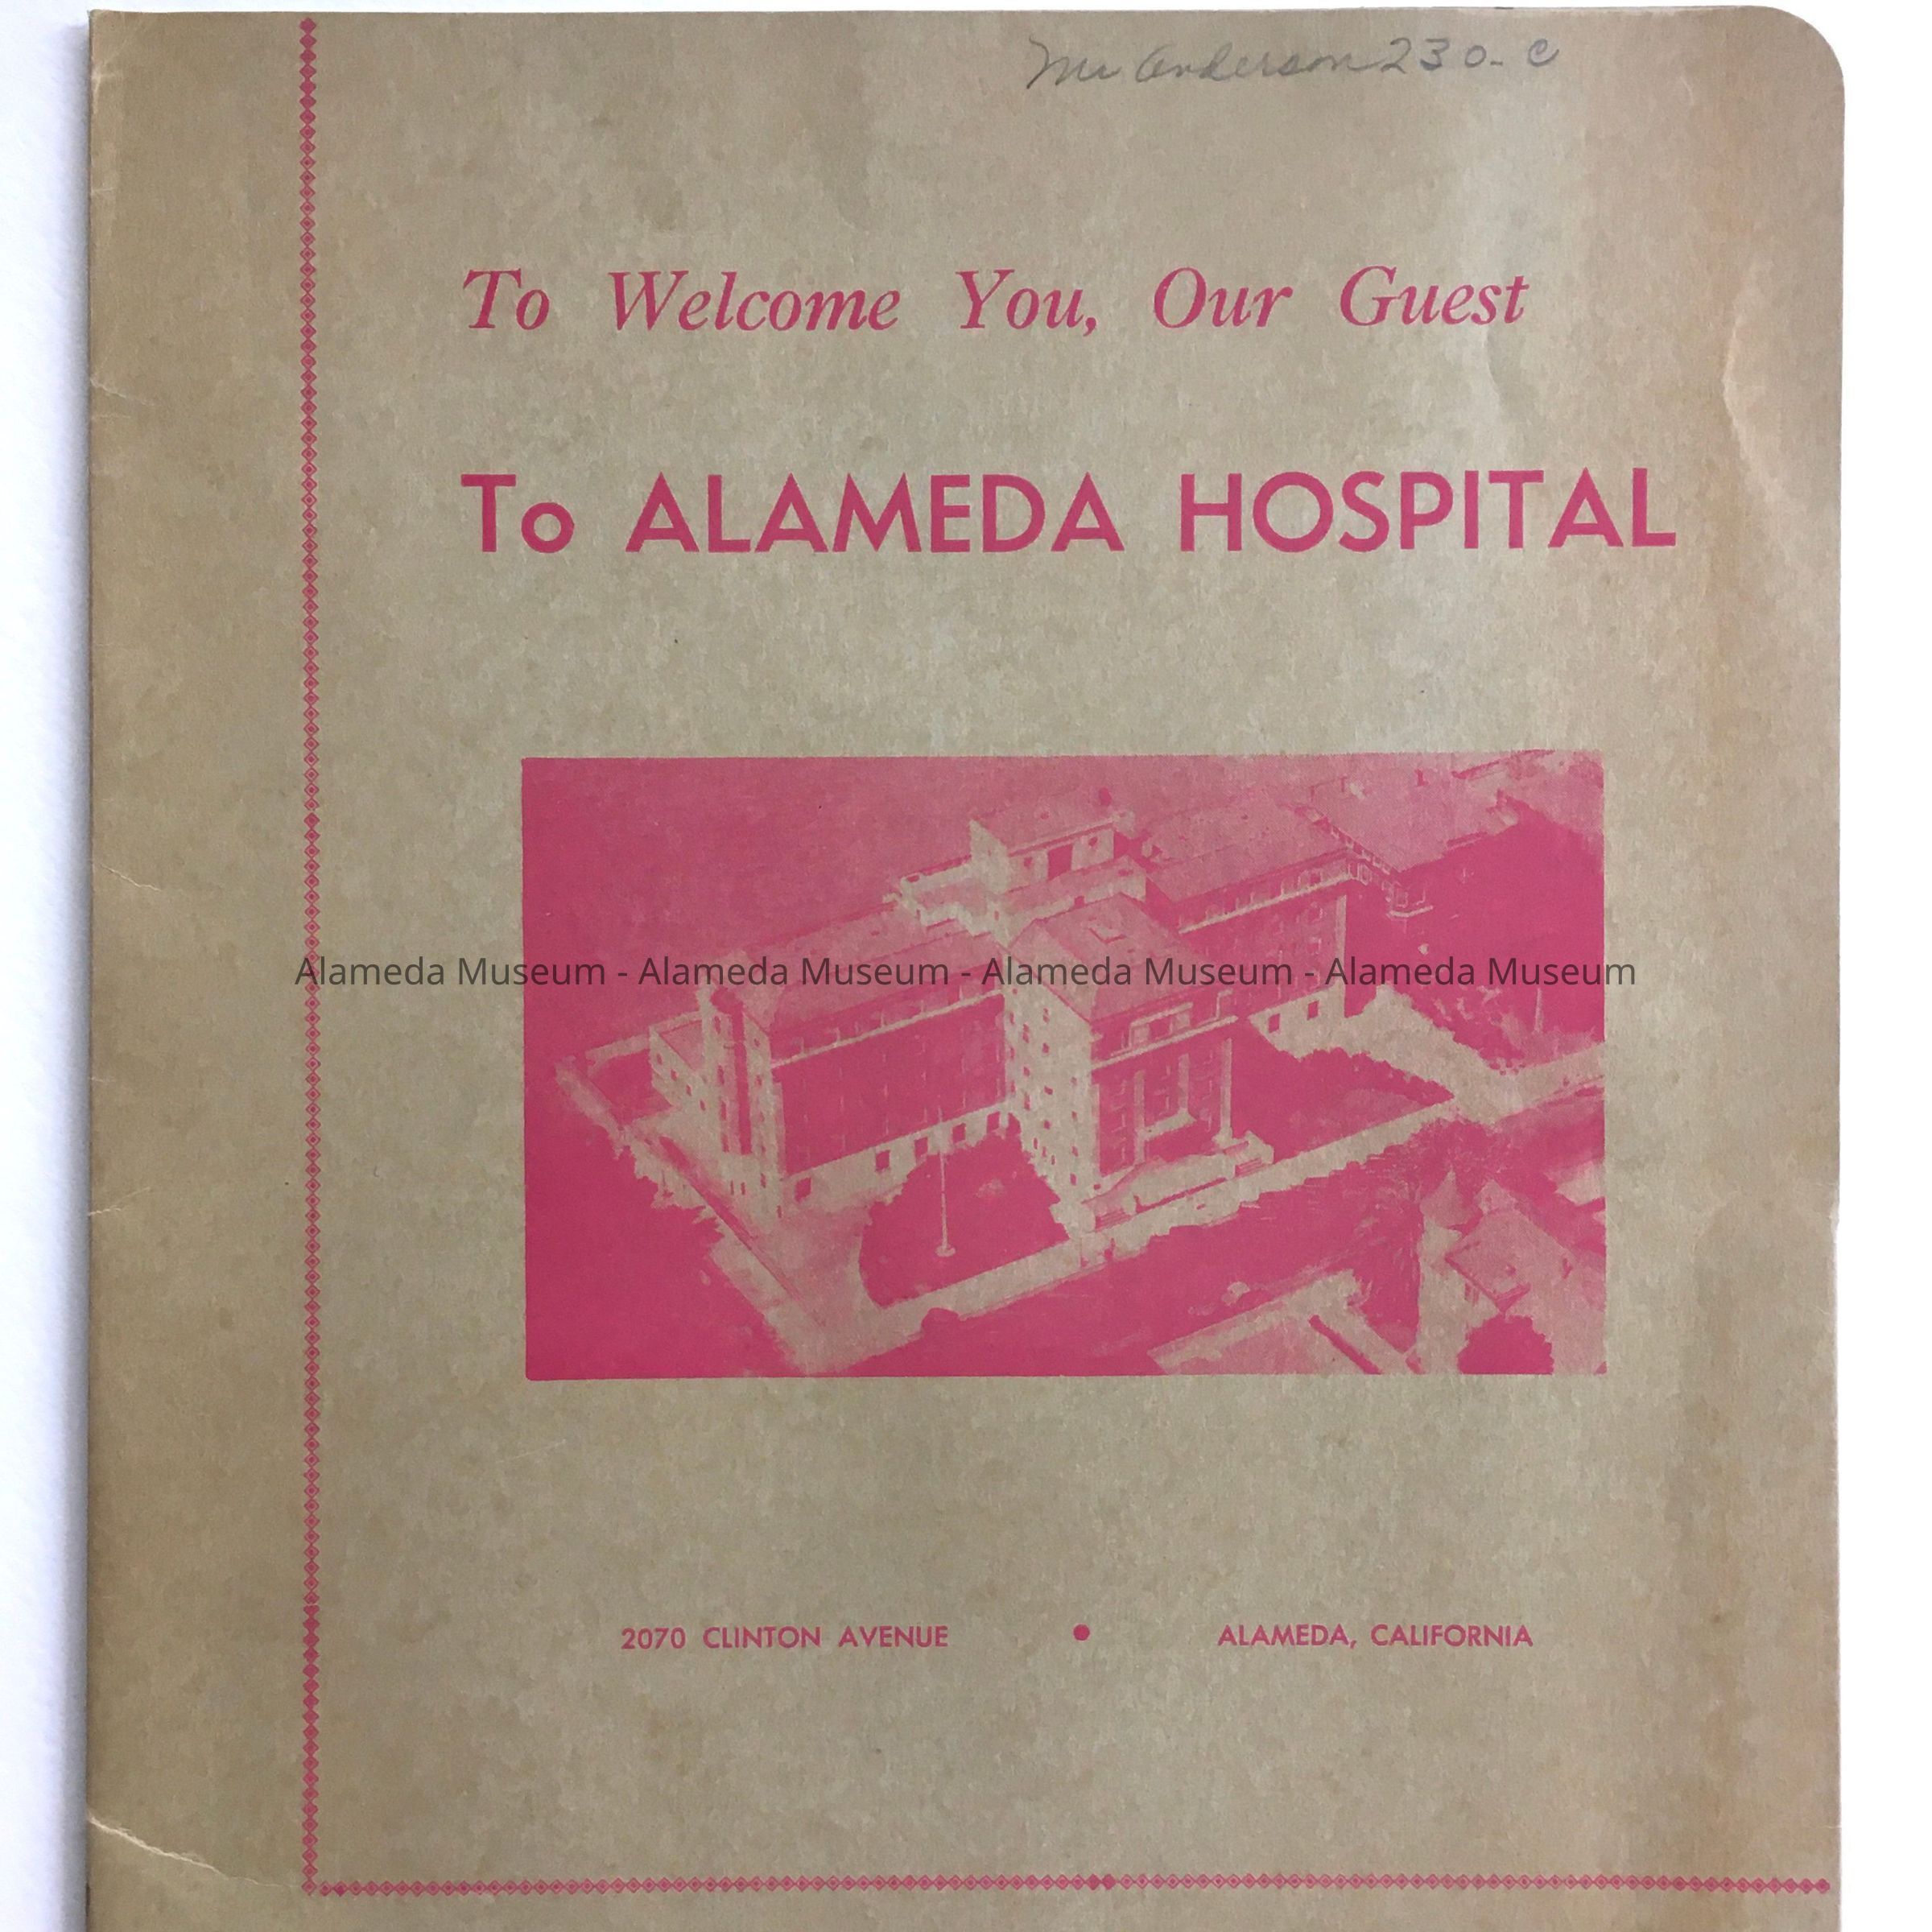 Mr Anderson 230-C
To Welcome You, Our Guest
To ALAMEDA HOSPITAL
Alameda Museum - Alameda Museum - Alameda Museum - Alameda Museum
2070 CLINTON AVENUE • ALAMEDA, CALIFORNIA